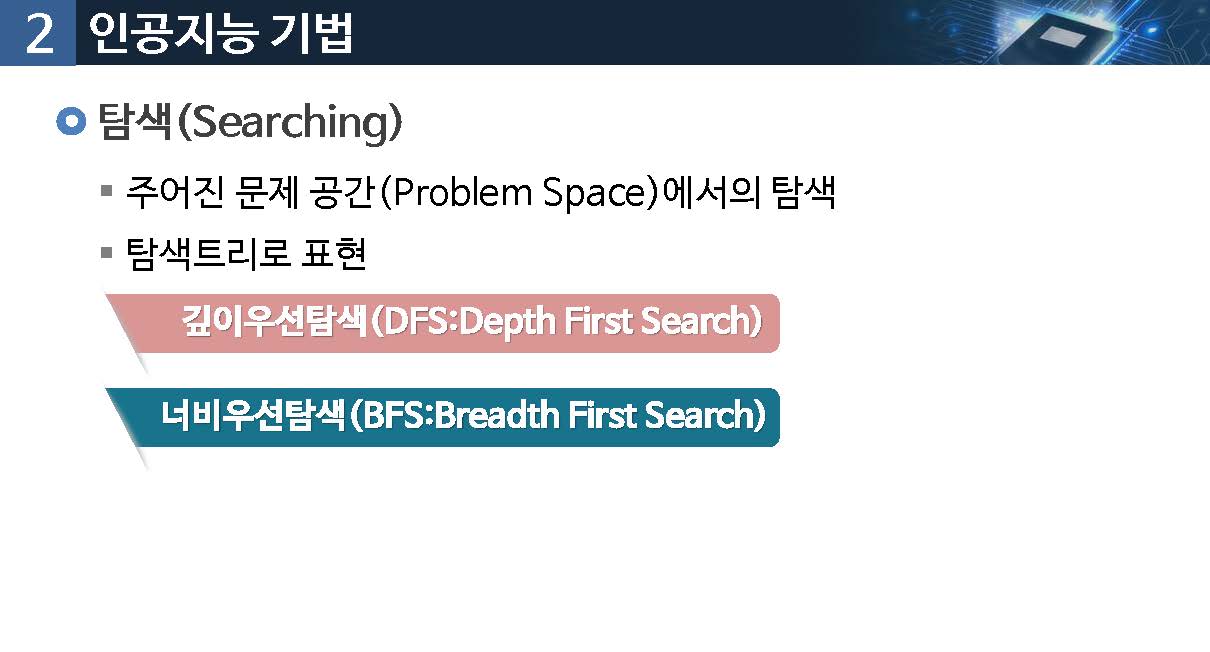 2 인공지능 기법
탐색(Searching)
주어진 문제 공간(Problem Space)에서의 탐색
탐색트리로 표현
깊이우선탐색(DFS:Depth First Search)
너비우선탐색(BFS:Breadth First Search)